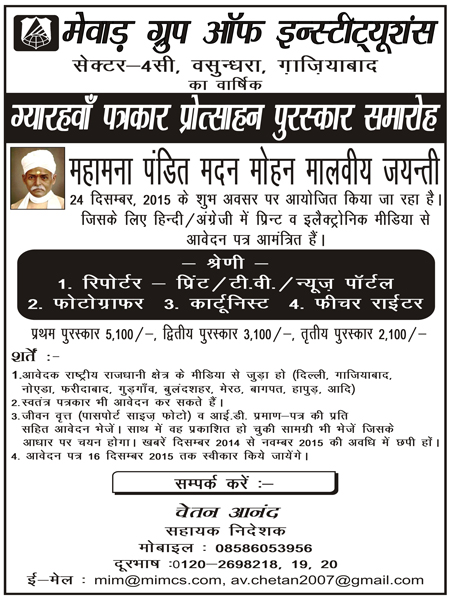 मेवाड़ ग्रुप ऑफ इन्स्टीट्यूशंस
सेक्टर–4सी, वसुन्धरा, ग़ाज़ियाबाद
का वार्षिक
ग्यारहवाँ पत्रकार प्रोत्साहन पुरस्कार समारोह
महामना पंडित मदन मोहन मालवीय जयन्ती
24 दिसम्बर, 2015 के शुभ अवसर पर आयोजित किया जा रहा है।
जिसके लिए हिन्दी/अंग्रेजी में प्रिन्ट व इलैक्ट्रोनिक मीडिया से
आवेदन पत्र आमंत्रित हैं।
– श्रेणी –
1. रिपोर्टर – प्रिंट/टी.वी./न्यूज़ पॉर्टल
2. फोटोग्राफर 3. कार्टूनिस्ट 4. फीचर राईटर
प्रथम पुरस्कार 5,100/–, द्वितीय पुरस्कार 3,100/–, तृतीय पुरस्कार 2,100/–
शर्तें :–
1.आवेदक राष्ट्रीय राजधानी क्षेत्र के मीडिया से जुड़ा हो (दिल्ली, गाजियाबाद,
नोएडा, फरीदाबाद, गुड़गाँव, बुलंदशहर, मेरठ, बागपत, हापुड़, आदि)
2.स्वतंत्र पत्रकार भी आवेदन कर सकते हैं।
3.जीवन वृत्त (पासपोर्ट साइज़ फोटो) व आई.डी. प्रमाण–पत्र की प्रति
सहित आवेदन भेजें। साथ में वह प्रकाशित हो चुकी सामग्री भी भेजें जिसके
आधार पर चयन होगा। खबरें दिसम्बर 2014 से नवम्बर 2015 की अवधि में छपी हों।
4. आवेदन पत्र 16 दिसम्बर 2015 तक स्वीकार किये जायेंगे।
सम्पर्क करें :–
चेतन आनंद
सहायक निदेशक
मोबाइल : 08586053956
दूरभाष :0120–2698218, 19, 20
ई–मेल : mim@mimcs.com, av.chetan2007@gmail.com